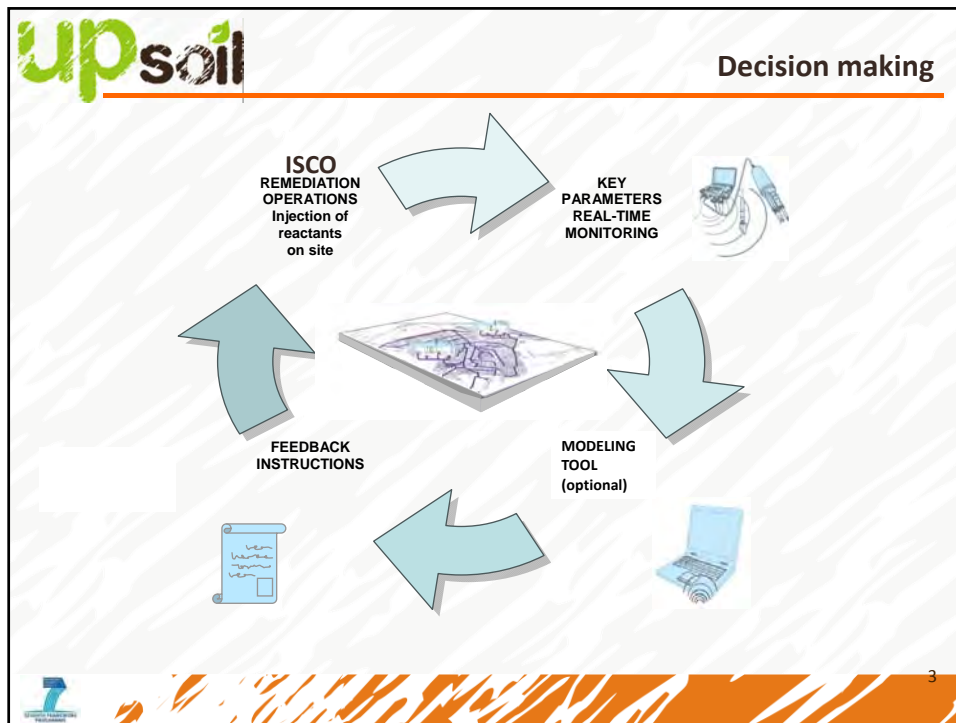 upsoil
Decision making
ISCO
REMEDIATION
OPERATIONS
Injection of
reactants
on site
KEY
PARAMETERS
REAL-TIME
MONITORING
FEEDBACK
INSTRUCTIONS
MODELING
TOOL
(optional)
3
7